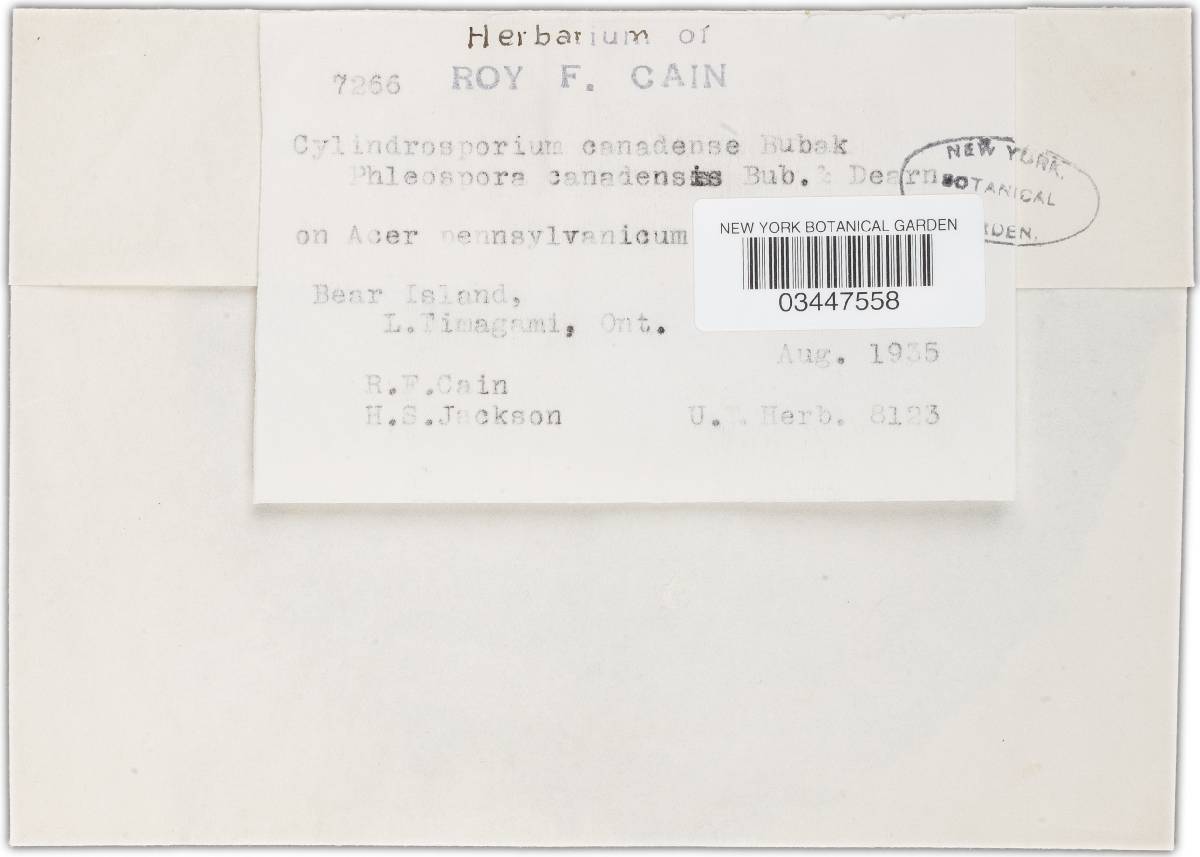 Herbarium of
7266 ROY F. CAIN
Cylindrosporium canadense Bubak
Phleospora canadensis Bub. & Dearn.
on Acer pennsylvanicum
Bear Island,
L.Timagami, Ont.
Aug. 1935
R.F.Cain
H.S.Jackson U.T. Herb. 8123
NEW YORK BOTANICAL GARDEN
03447558
NEW YORK
BOTANICAL
RDEN.